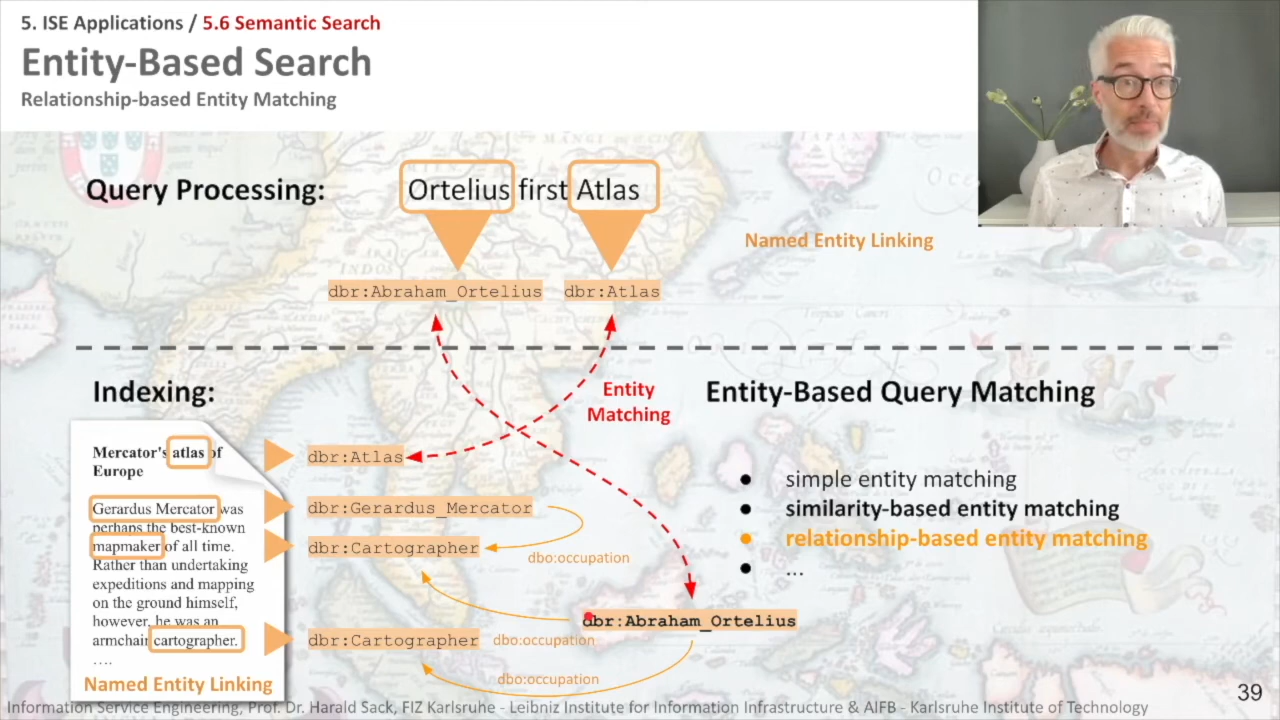 5. ISE Applications / 5.6 Semantic Search
Entity-Based Search
Relationship-based Entity Matching
Query Processing:
Ortelius first Atlas
Named Entity Linking
dbr:Abraham_Ortelius dbr:Atlas
Indexing:
Entity
Matching
Entity-Based Query Matching
Mercator's atlas of
Europe
Gerardus Mercator was
perhaps the best-known
mapmaker of all time.
Rather than undertaking
expeditions and mapping
on the ground himself,
however, he was an
armchair cartographer.
....
Named Entity Linking
dbr:Atlas
dbr:Gerardus_Mercator
dbr:Cartographer
dbo:occupation
dbr:Abraham_Ortelius
dbr:Cartographer
dbo:occupation
dbo:occupation
● simple entity matching
● similarity-based entity matching
● relationship-based entity matching
● ...
39
Information Service Engineering, Prof. Dr. Harald Sack, FIZ Karlsruhe - Leibniz Institute for Information Infrastructure & AIFB - Karlsruhe Institute of Technology